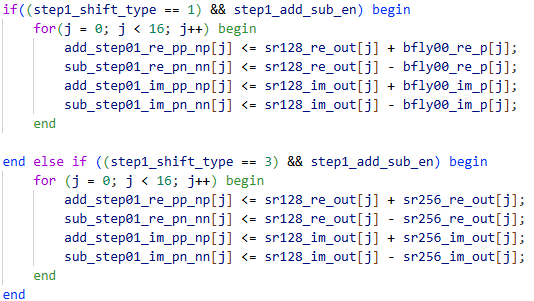 if((step1_shift_type == 1) && step1_add_sub_en) begin
    for(j = 0; j < 16; j++) begin
        add_step01_re_pp_np[j] <= sr128_re_out[j] + bfly00_re_p[j];
        sub_step01_re_pn_nn[j] <= sr128_re_out[j] - bfly00_re_p[j];
        add_step01_im_pp_np[j] <= sr128_im_out[j] + bfly00_im_p[j];
        sub_step01_im_pn_nn[j] <= sr128_im_out[j] - bfly00_im_p[j];
    end
end else if ((step1_shift_type == 3) && step1_add_sub_en) begin
    for (j = 0; j < 16; j++) begin
        add_step01_re_pp_np[j] <= sr128_re_out[j] + sr256_re_out[j];
        sub_step01_re_pn_nn[j] <= sr128_re_out[j] - sr256_re_out[j];
        add_step01_im_pp_np[j] <= sr128_im_out[j] + sr256_im_out[j];
        sub_step01_im_pn_nn[j] <= sr128_im_out[j] - sr256_im_out[j];
    end
end